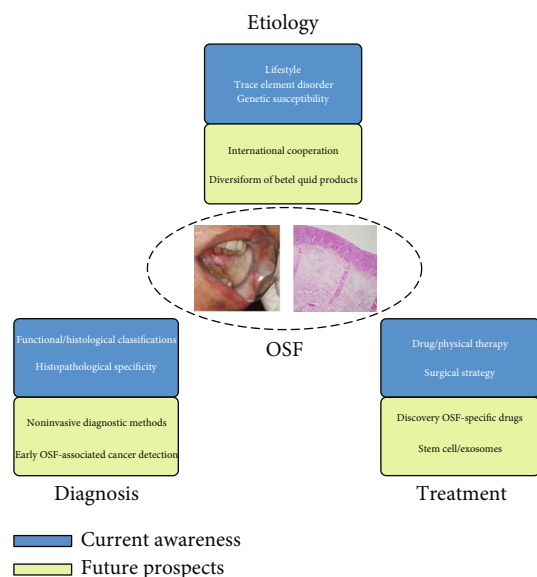 Etiology
Lifestyle
Trace element disorder
Genetic susceptibility
International cooperation
Diversiform of betel quid products
OSF
Functional/histological classifications
Histopathological specificity
Noninvasive diagnostic methods
Early OSF-associated cancer detection
Diagnosis
Drug/physical therapy
Surgical strategy
Discovery OSF-specific drugs
Stem cell/exosomes
Treatment
Current awareness
Future prospects